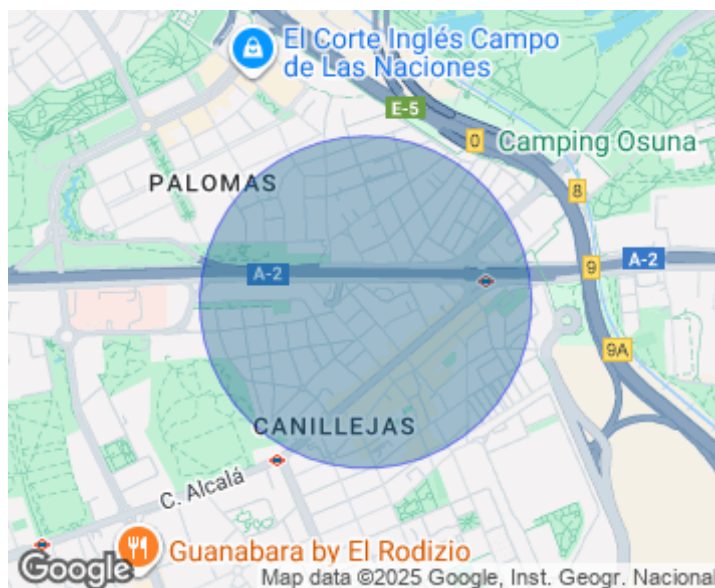 El Corte Inglés Campo
de Las Naciones
E-5
0
Camping Osuna
PALOMAS
8
A-2
9
A-2
9A
CANILLEJAS
C. Alcalá
Guanabara by El Rodizio
Google
Map data ©2025 Google, Inst. Geogr. Nacional